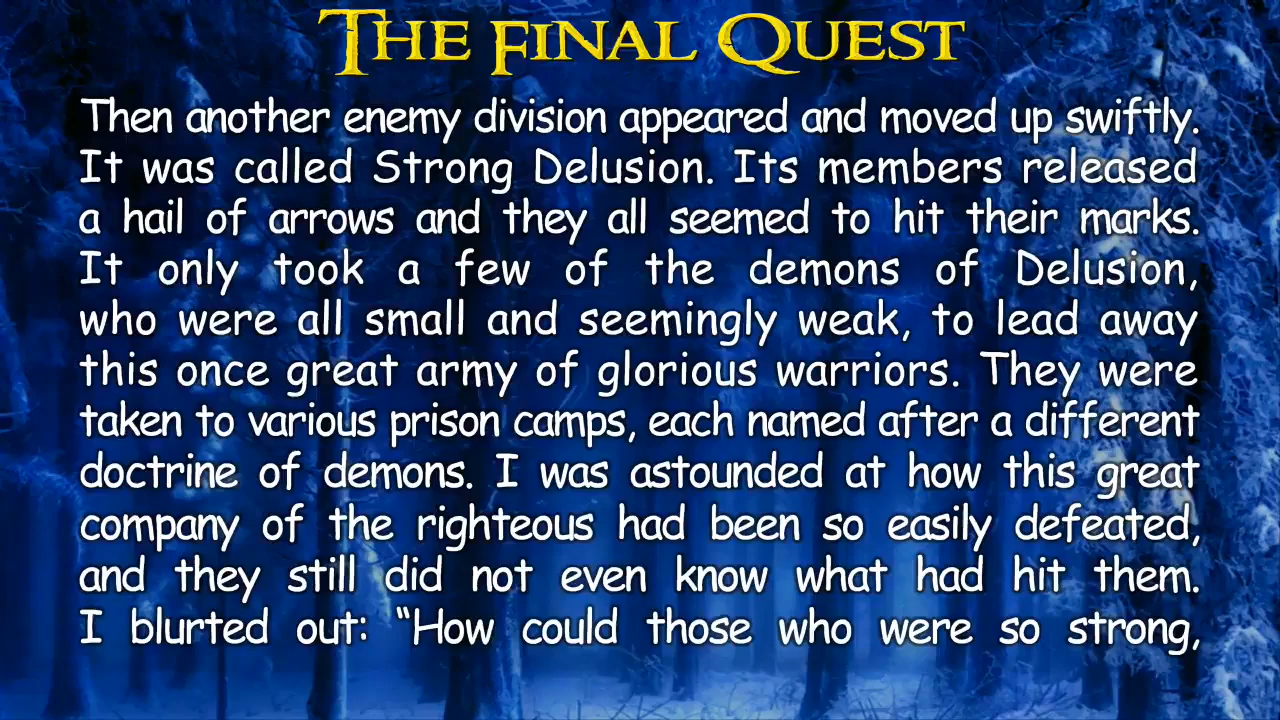 THE FINAL QUEST
Then another enemy division appeared and moved up swiftly.
It was called Strong Delusion. Its members released
a hail of arrows and they all seemed to hit their marks.
It only took a few of the demons of Delusion,
who were all small and seemingly weak, to lead away
this once great army of glorious warriors. They were
taken to various prison camps, each named after a different
doctrine of demons. I was astounded at how this great
company of the righteous had been so easily defeated,
and they still did not even know what had hit them.
I blurted out: “How could those who were so strong,